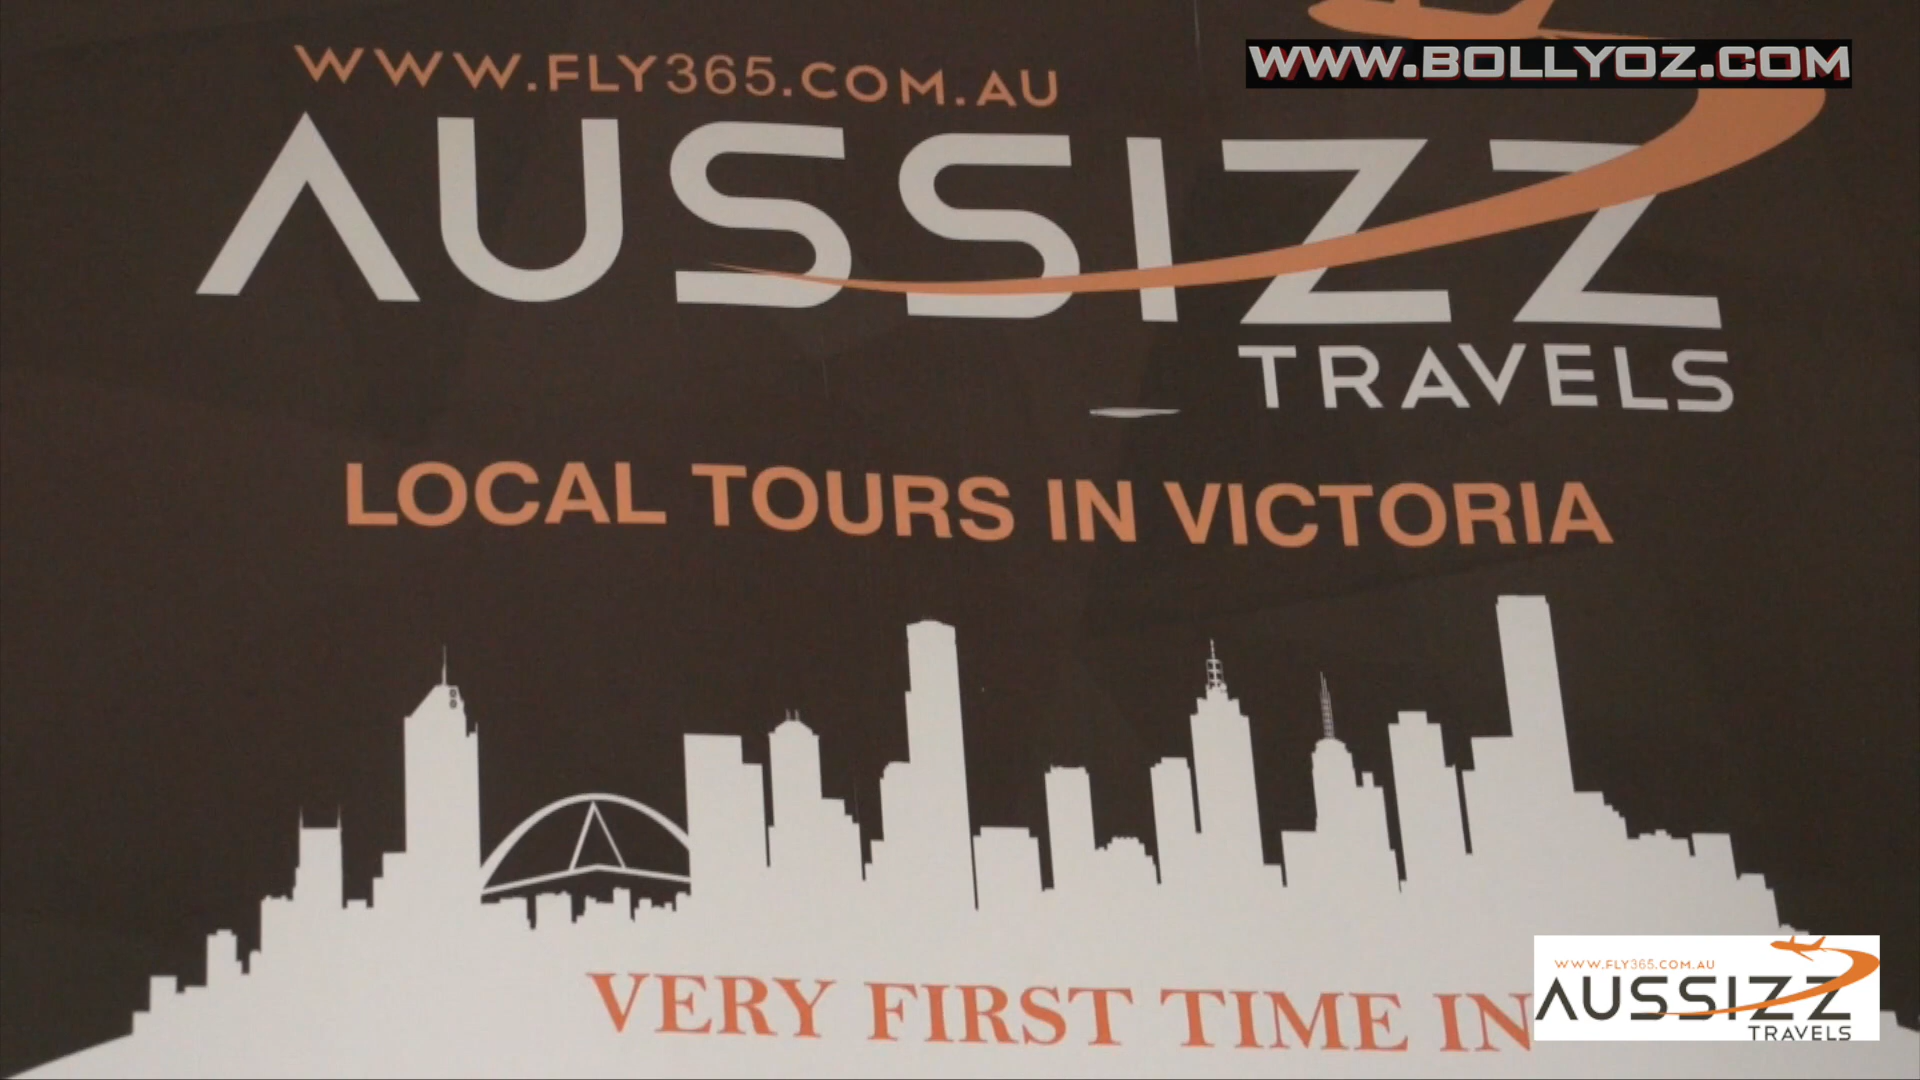 WWW.BOLLYOZ.COM
WWW.FLY365.COM.AU
AUSSIZZ
TRAVELS
LOCAL TOURS IN VICTORIA
VERY FIRST TIME IN
WWW.FLY365.COM.AU
AUSSIZZ
TRAVELS